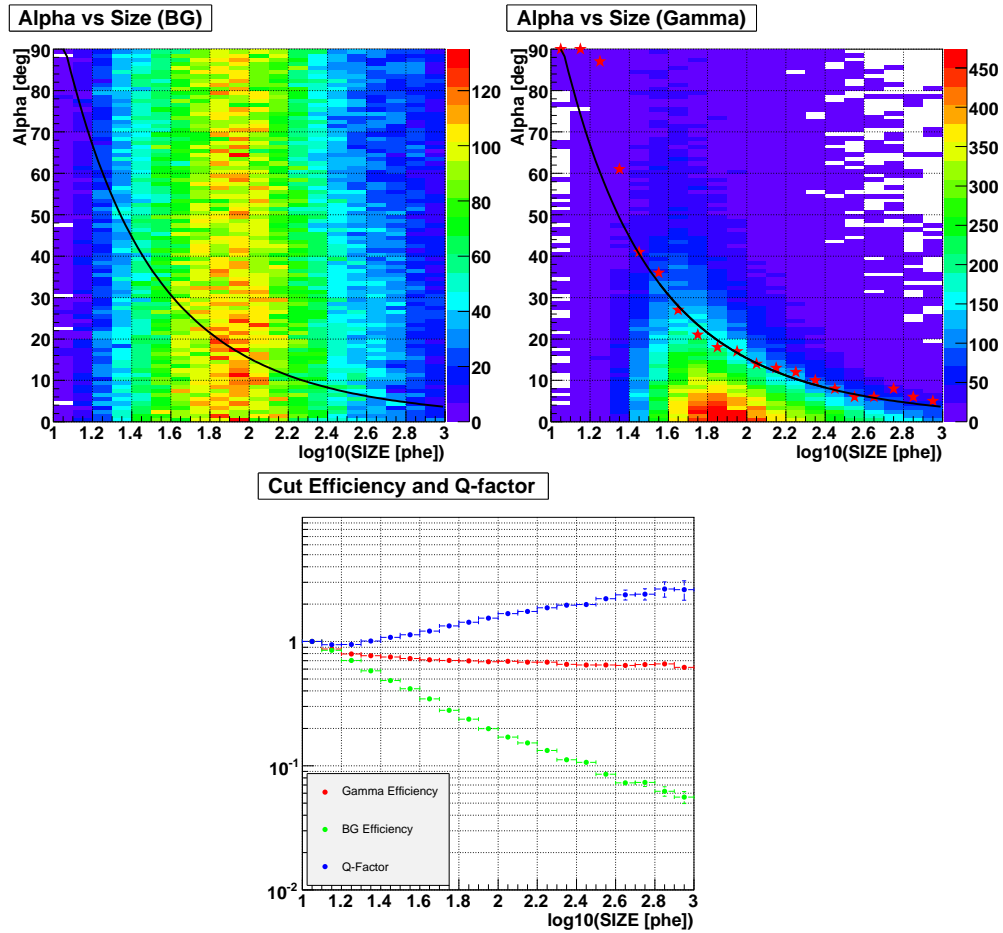 Alpha vs Size (BG)
Alpha [deg]
90
80
70
60
50
40
30
20
10
0
1 1.2 1.4 1.6 1.8 2 2.2 2.4 2.6 2.8 3
log10(SIZE [phe])
120
100
80
60
40
20
0
Alpha vs Size (Gamma)
Alpha [deg]
90
80
70
60
50
40
30
20
10
0
1 1.2 1.4 1.6 1.8 2 2.2 2.4 2.6 2.8 3
log10(SIZE [phe])
450
400
350
300
250
200
150
100
50
0
Cut Efficiency and Q-factor
1
10-1
10-2
Gamma Efficiency
BG Efficiency
Q-Factor
1 1.2 1.4 1.6 1.8 2 2.2 2.4 2.6 2.8 3
log10(SIZE [phe])